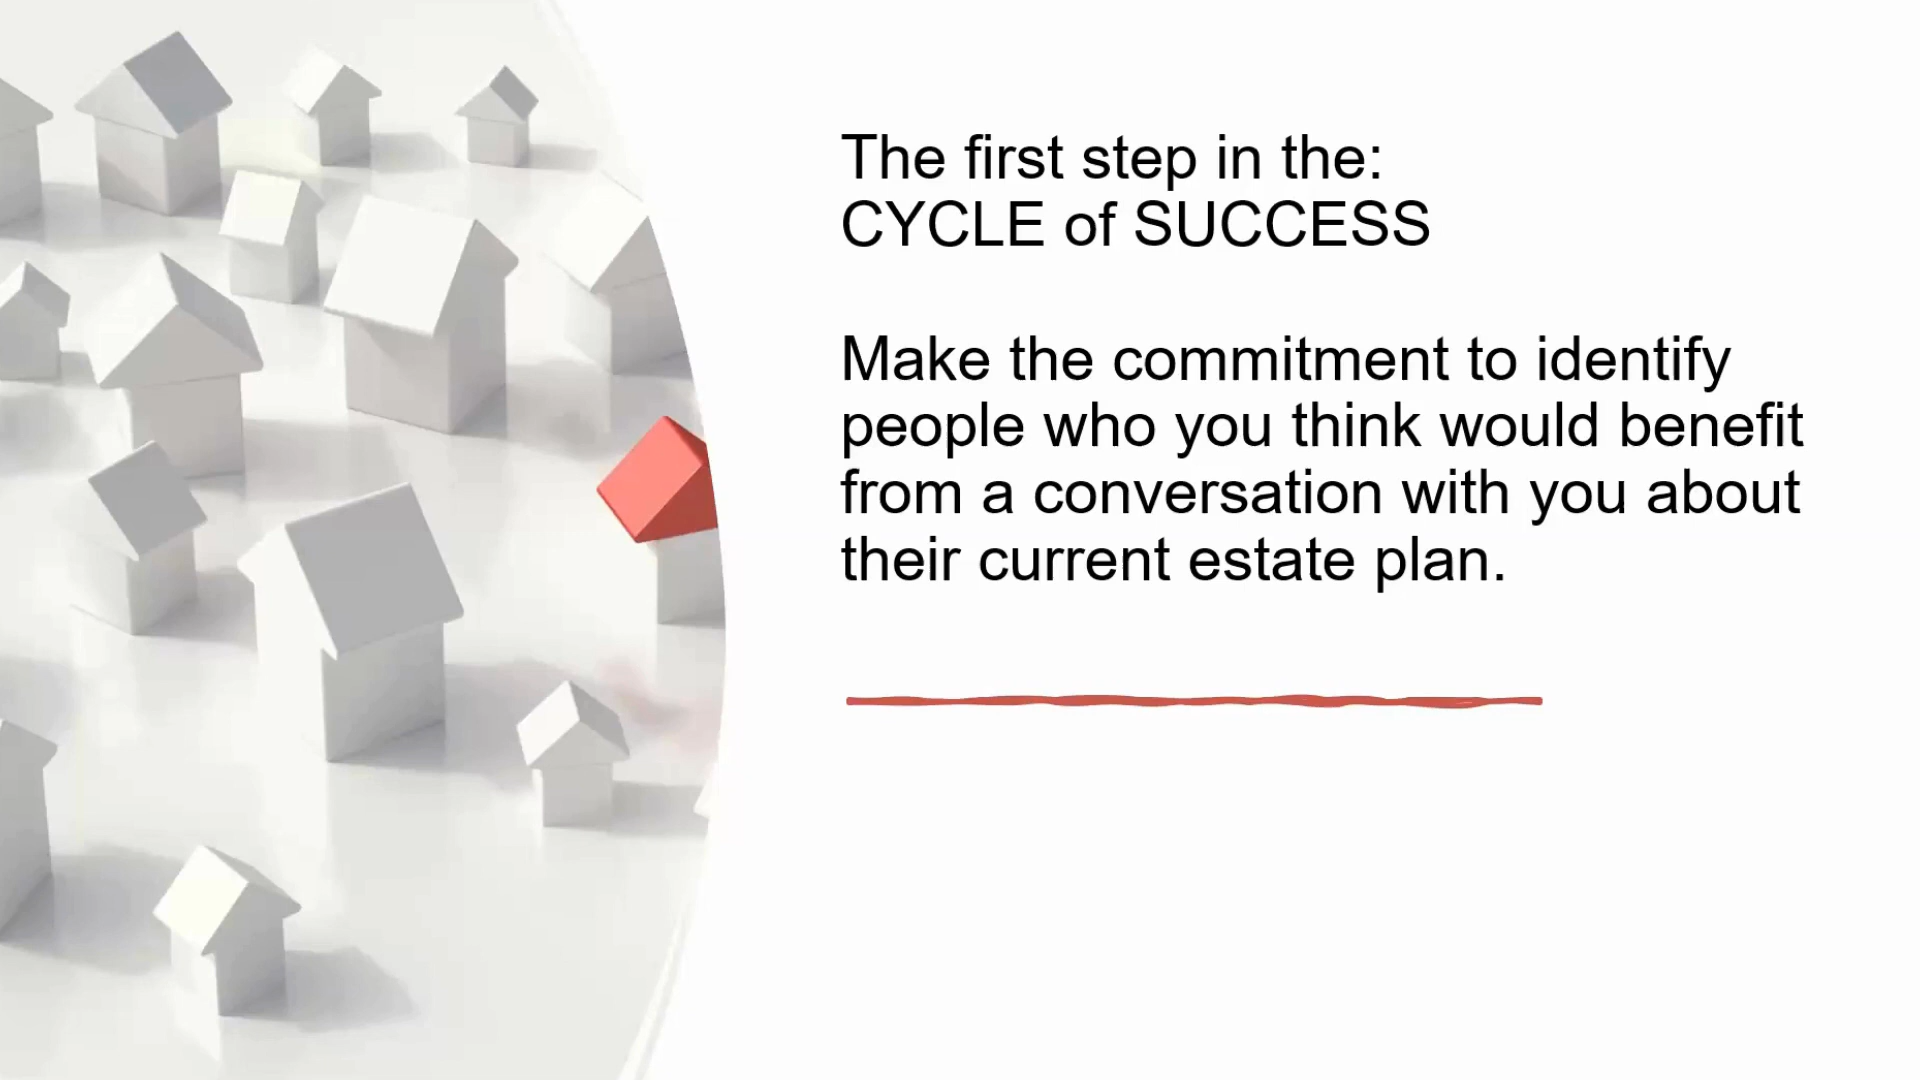 The first step in the:
CYCLE of SUCCESS
Make the commitment to identify
people who you think would benefit
from a conversation with you about
their current estate plan.